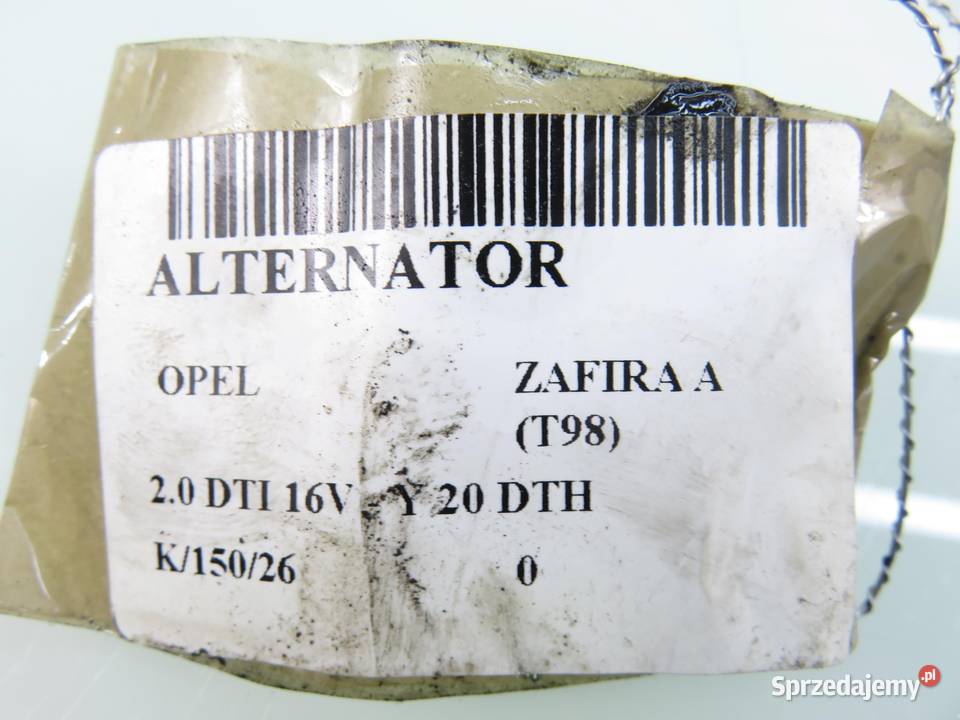 ALTERNATOR
OPEL ZAFIRA A
(T98)
2.0 DTI 16V - Y 20 DTH
K/150/26 0
Sprzedajemy.pl